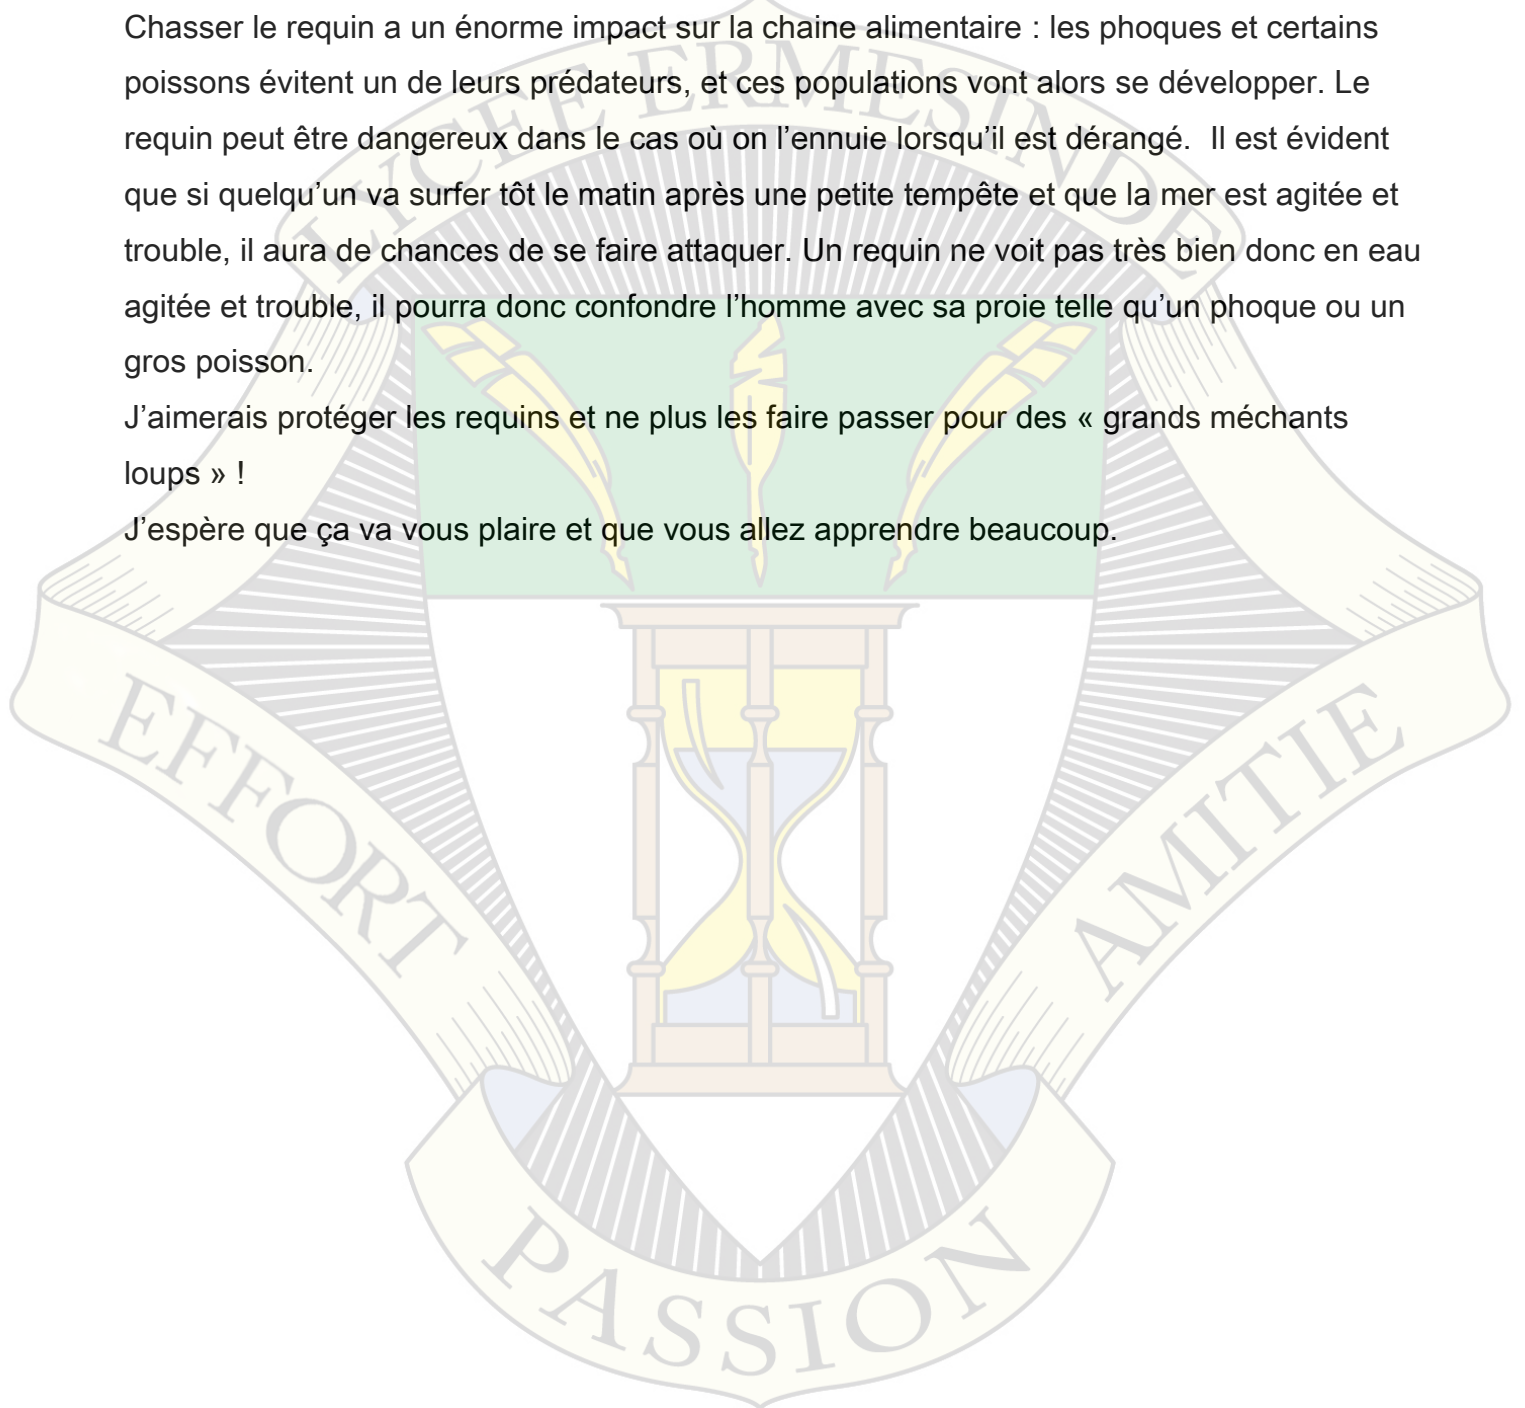 Chasser le requin a un énorme impact sur la chaine alimentaire : les phoques et certains
poissons évitent un de leurs prédateurs, et ces populations vont alors se développer. Le
requin peut être dangereux dans le cas où on l’ennuie lorsqu’il est dérangé.  Il est évident
que si quelqu’un va surfer tôt le matin après une petite tempête et que la mer est agitée et
trouble, il aura de chances de se faire attaquer. Un requin ne voit pas très bien donc en eau
agitée et trouble, il pourra donc confondre l’homme avec sa proie telle qu’un phoque ou un
gros poisson.
J’aimerais protéger les requins et ne plus les faire passer pour des « grands méchants
loups » !
J’espère que ça va vous plaire et que vous allez apprendre beaucoup.
LYCEE ERMESINDE
EFFORT
AMITIE
PASSION